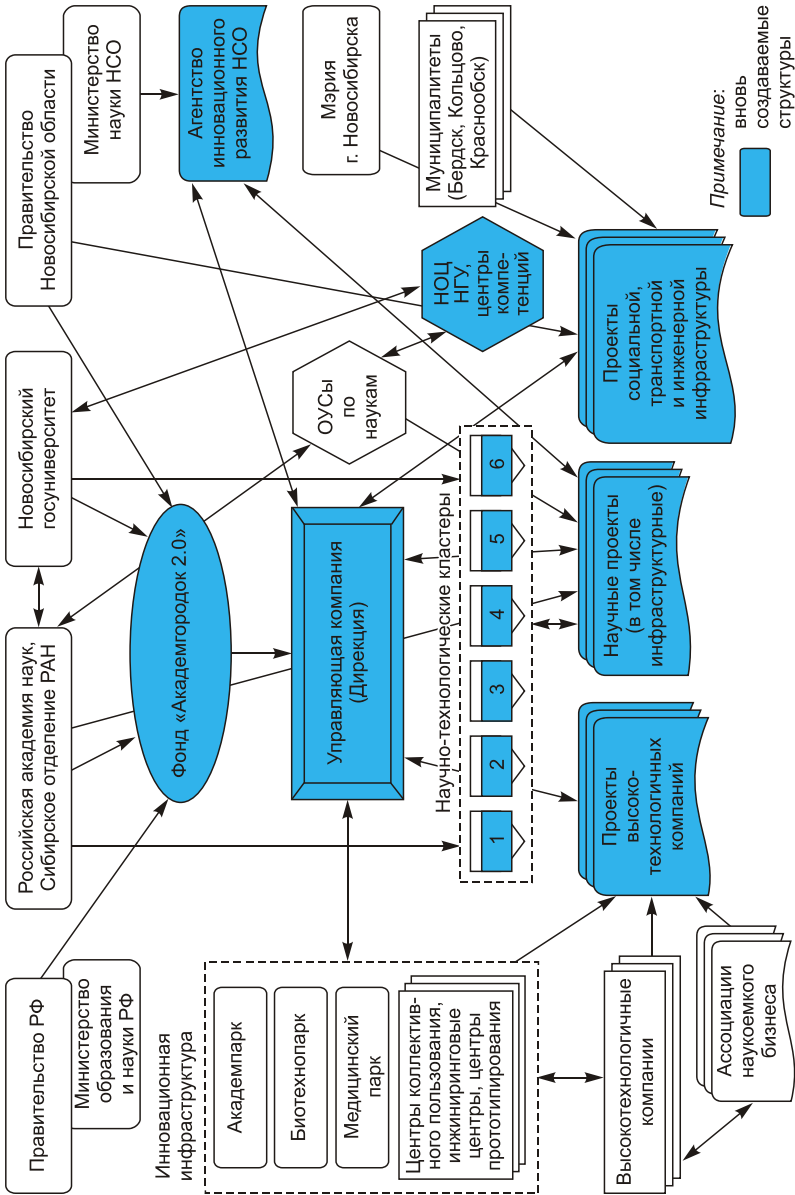 Правительство РФ
Министерство
образования
и науки РФ
Российская академия наук,
Сибирское отделение РАН
Новосибирский
госуниверситет
Правительство
Новосибирской области
Министерство
науки НСО
Фонд «Академгородок 2.0»
Агентство
инновационного
развития НСО
Инновационная
инфраструктура
Академпарк
Биотехнопарк
Медицинский
парк
Центры коллектив-
ного пользования,
инжиниринговые
центры, центры
прототипирования
Управляющая компания
(Дирекция)
ОУСы
по
наукам
НОЦ
НГУ,
центры
компе-
тенций
Мэрия
г. Новосибирска
Муниципалитеты
(Бердск, Кольцово,
Краснообск)
Научно-технологические кластеры
1
2
3
4
5
6
Высокотехнологичные
компании
Ассоциации
наукоемкого
бизнеса
Проекты
высоко-
технологичных
компаний
Научные проекты
(в том числе
инфраструктурные)
Проекты
социальной,
транспортной
и инженерной
инфраструктуры
Примечание:
вновь
создаваемые
структуры